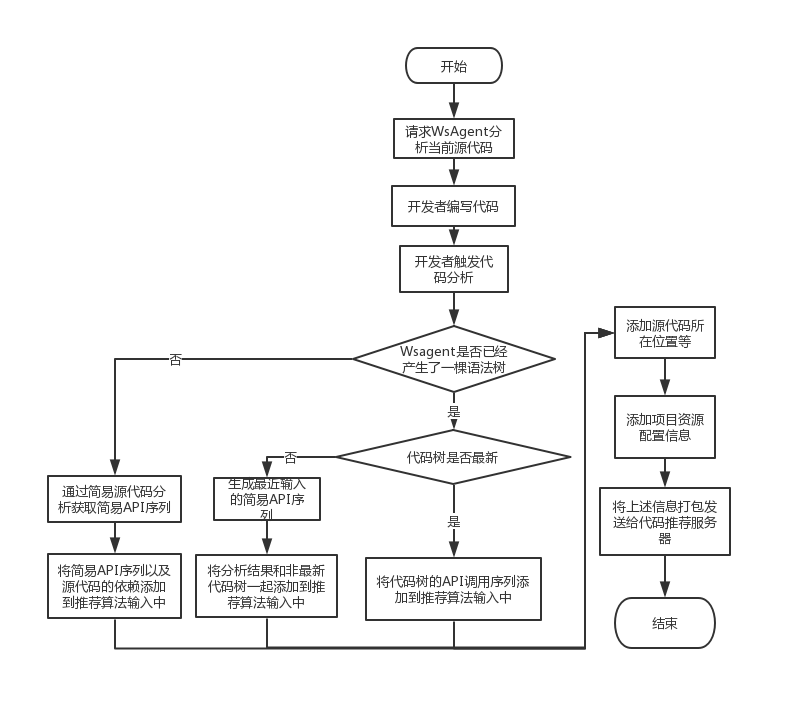 开始
请求WsAgent分
析当前源代码
开发者编写代码
开发者触发代
码分析
Wsagent是否已经
产生了一棵语法树
否
是
代码树是否最新
否
是
通过简易源代码分
析获取简易API序列
将简易API序列以及
源代码的依赖添加
到推荐算法输入中
生成最近输入
的简易API序
列
将分析结果和非最新
代码树一起添加到推
荐算法输入中
将代码树的API调用序列添
加到推荐算法输入中
添加源代码所
在位置等
添加项目资源
配置信息
将上述信息打包发
送给代码推荐服务
器
结束